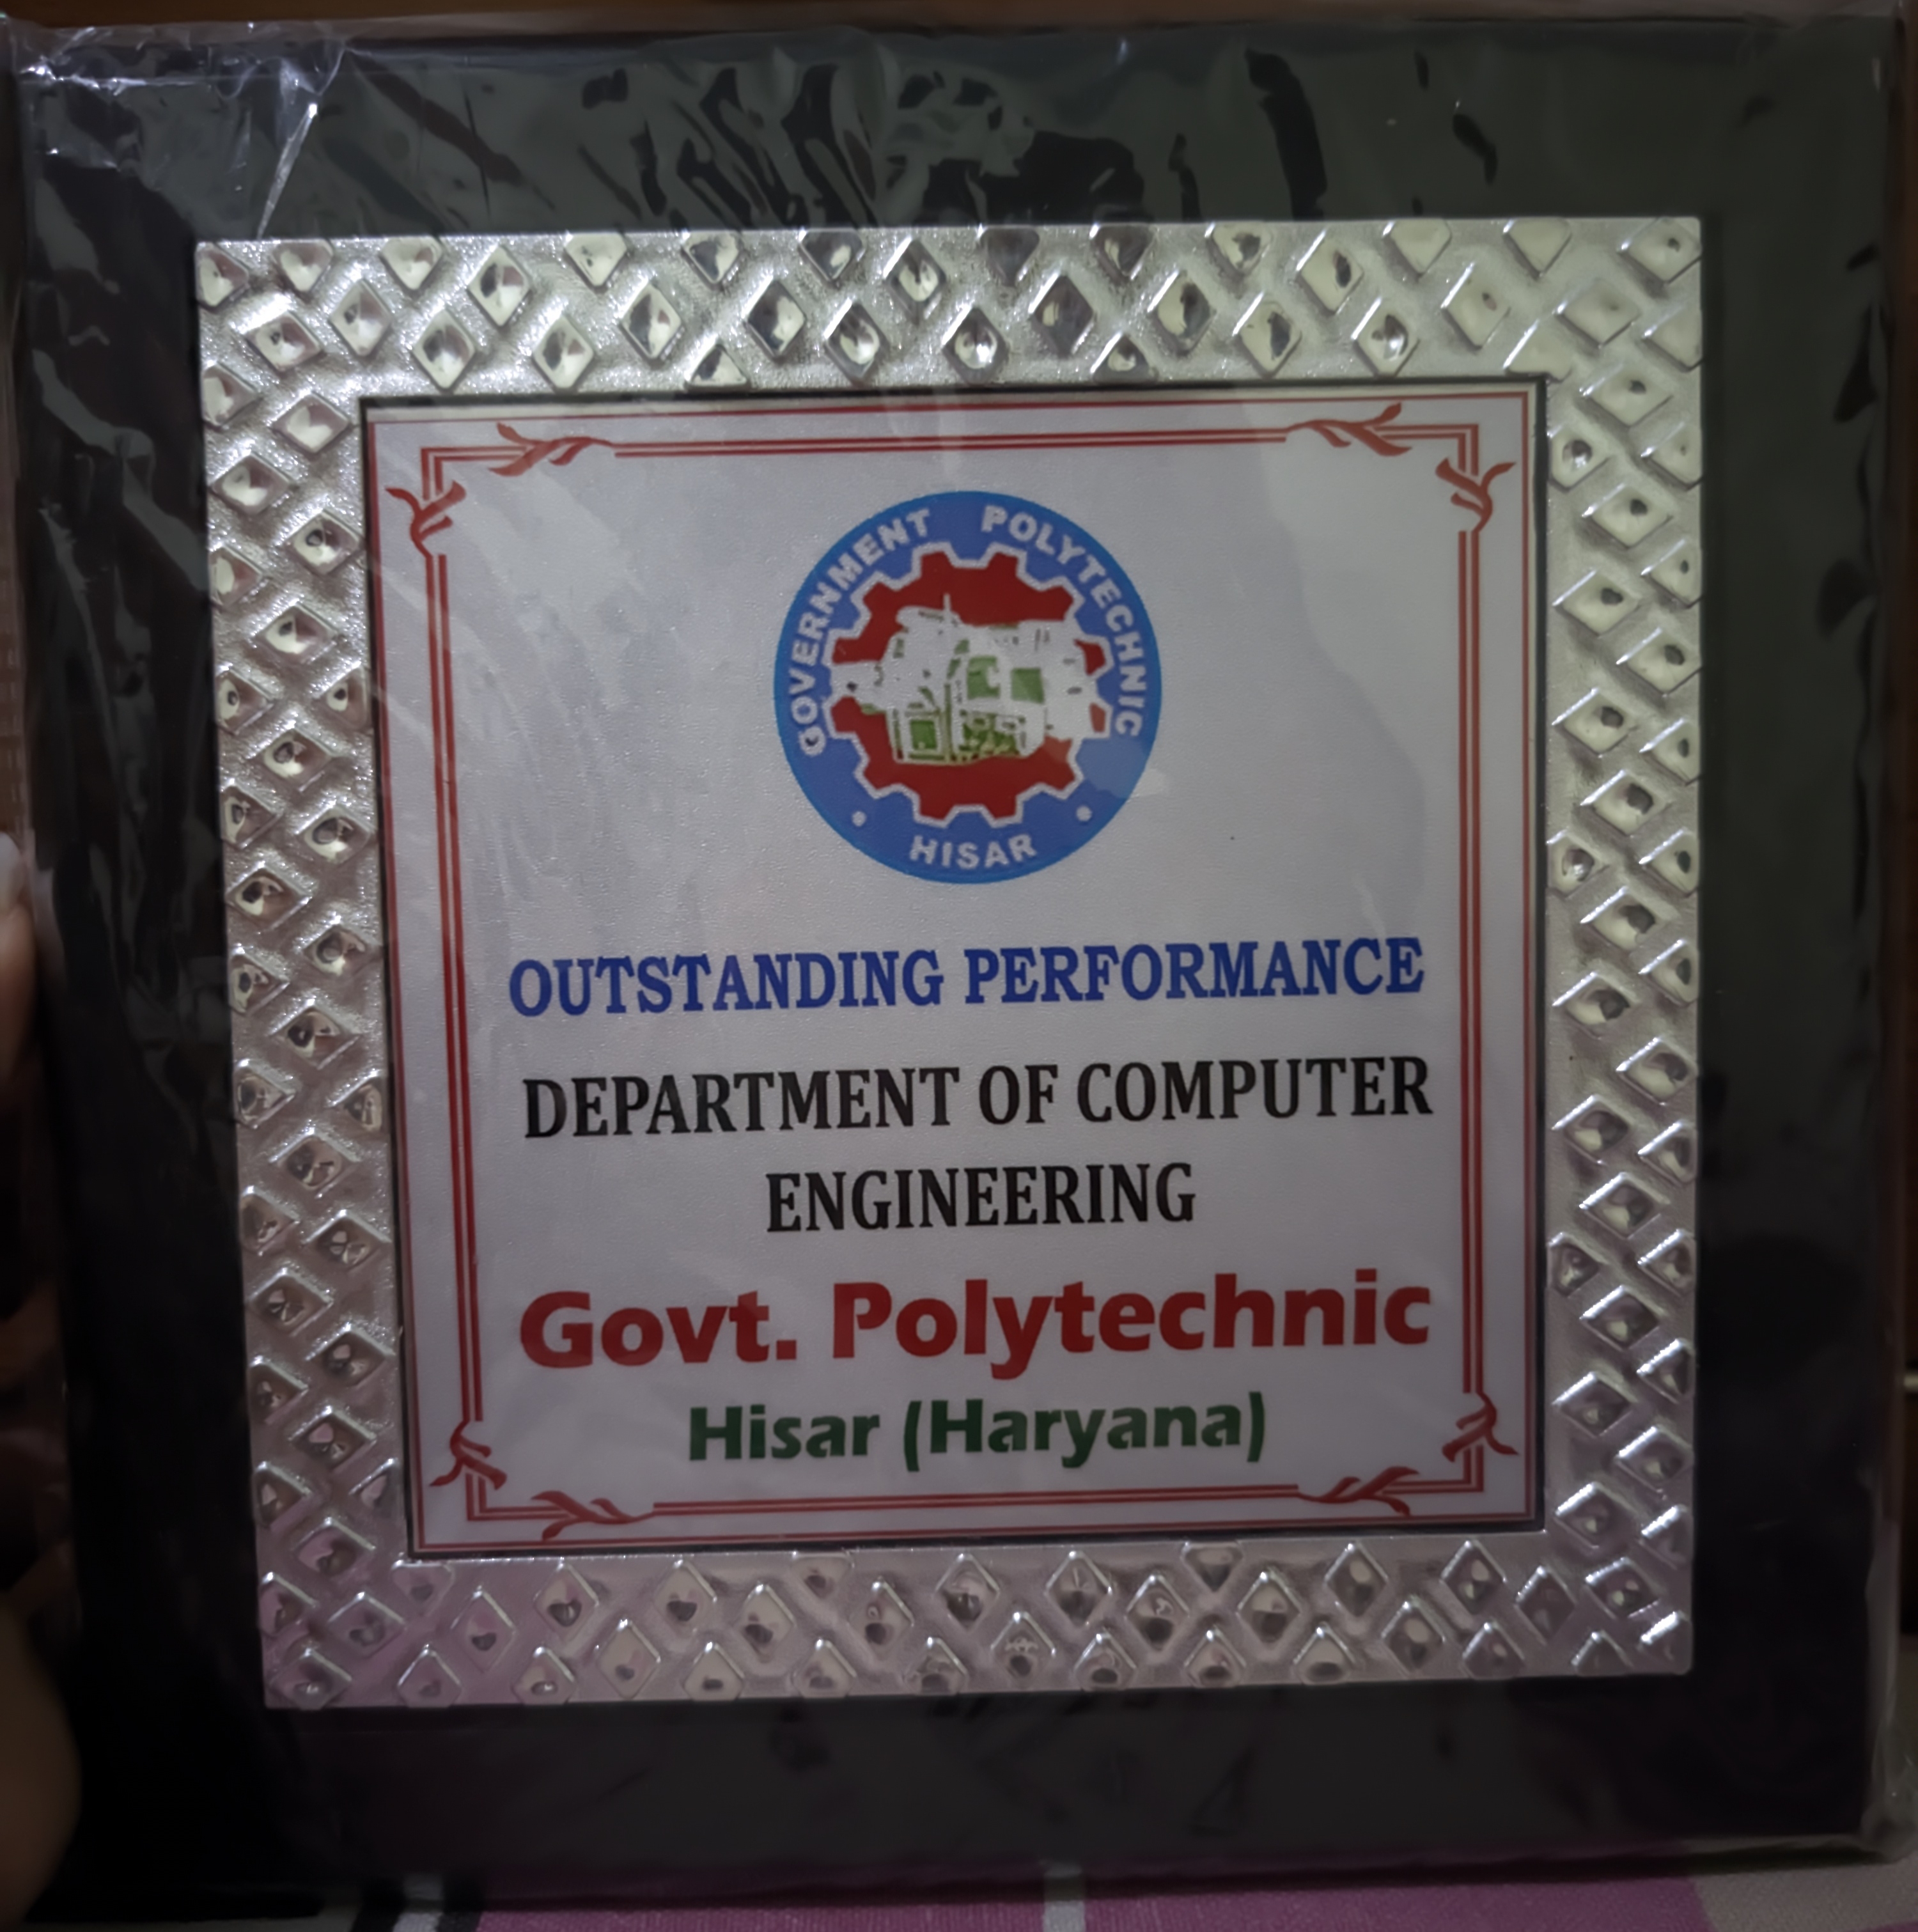 GOVERNMENT POLYTECHNIC
HISAR
OUTSTANDING PERFORMANCE
DEPARTMENT OF COMPUTER
ENGINEERING
Govt. Polytechnic
Hisar (Haryana)